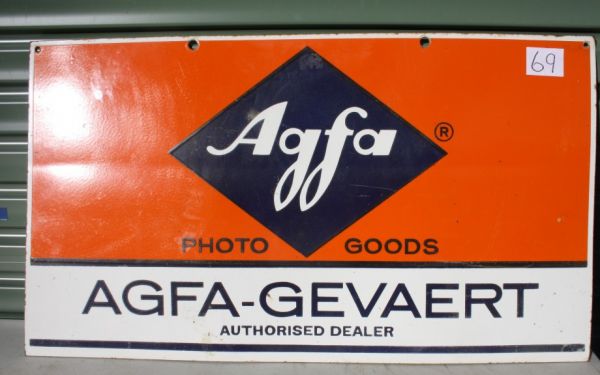 69
Agfa ®
PHOTO GOODS
AGFA-GEVAERT
AUTHORISED DEALER